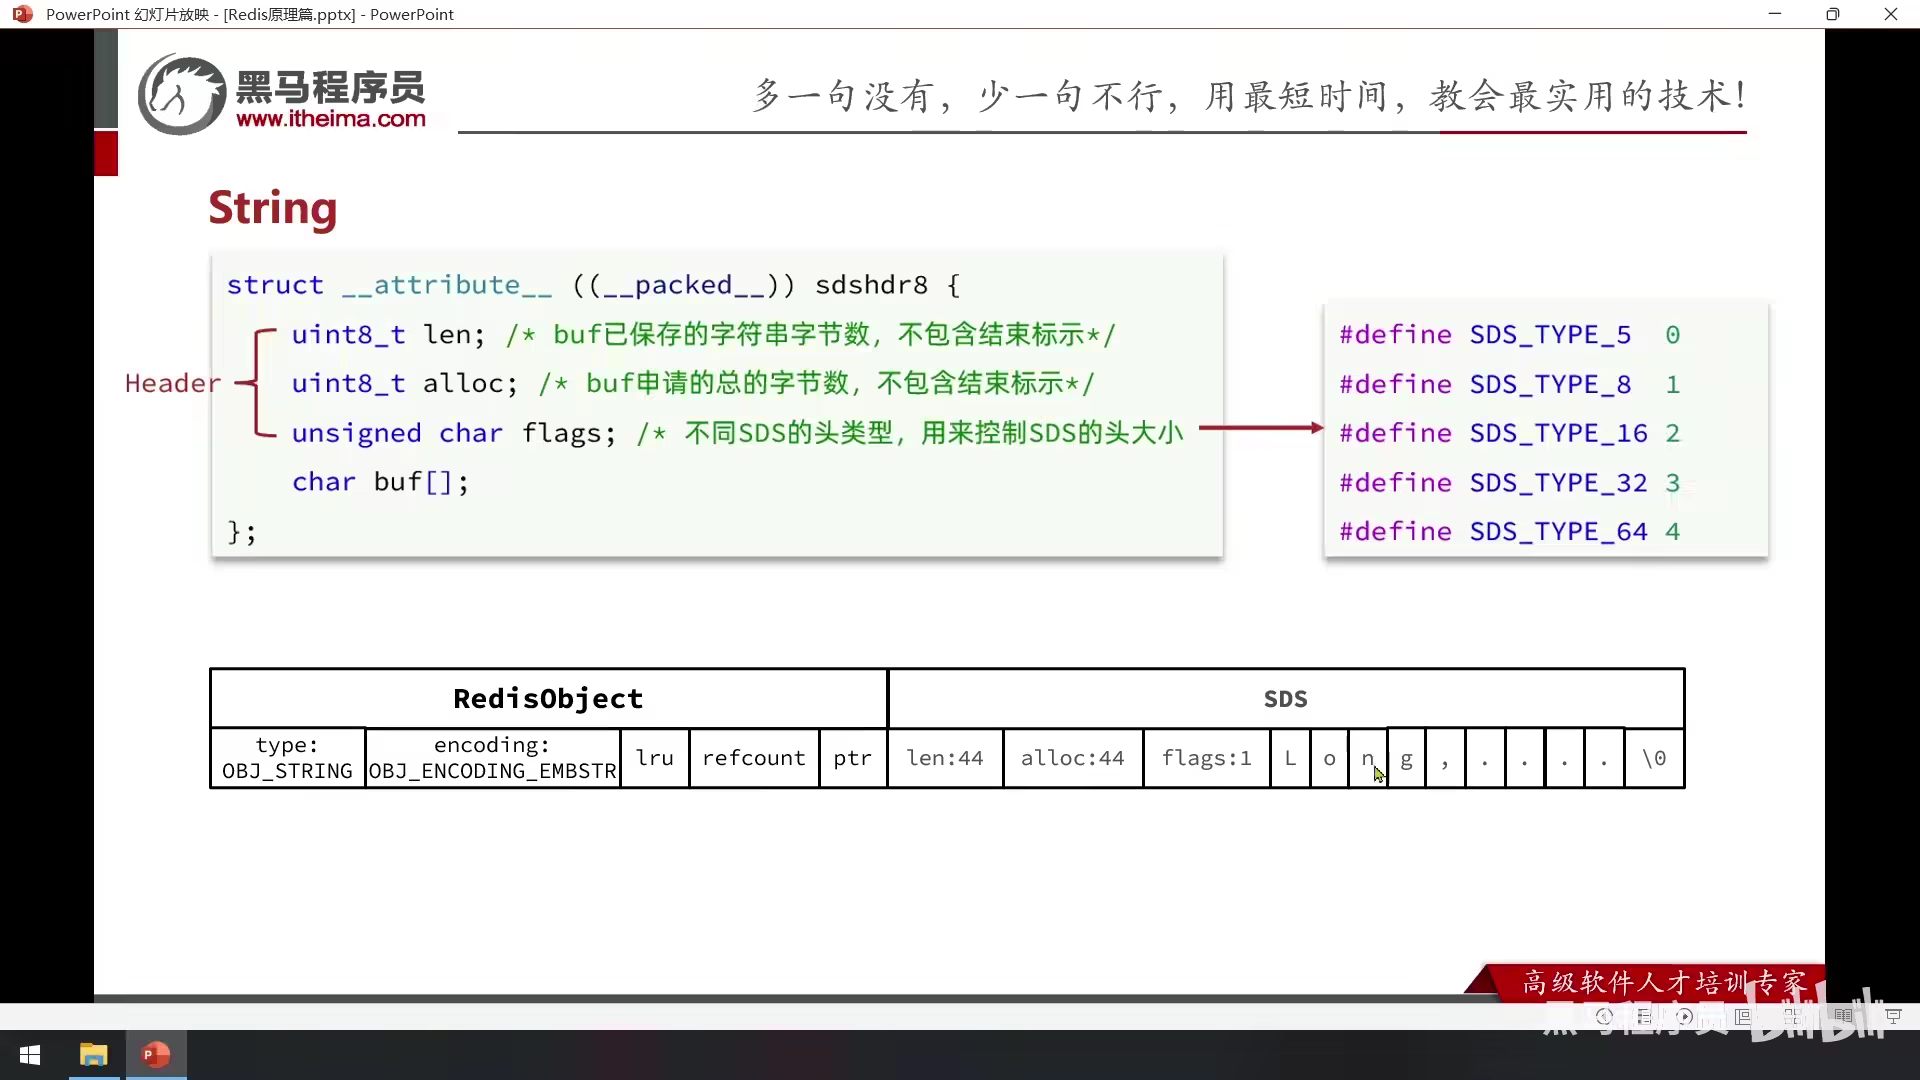 PowerPoint 幻灯片放映 - [Redis原理篇.pptx] - PowerPoint
黑马程序员
www.itheima.com
多一句没有，少一句不行，用最短时间，教会最实用的技术！
String
struct __attribute__ ((__packed__)) sdshdr8 {
uint8_t len; /* buf已保存的字符串字节数，不包含结束标示*/
Header
uint8_t alloc; /* buf申请的总的字节数，不包含结束标示*/
unsigned char flags; /* 不同SDS的头类型，用来控制SDS的头大小
char buf[];
};
#define SDS_TYPE_5 0
#define SDS_TYPE_8 1
#define SDS_TYPE_16 2
#define SDS_TYPE_32 3
#define SDS_TYPE_64 4
RedisObject SDS
type: OBJ_STRING encoding: OBJ_ENCODING_EMBSTR lru refcount ptr len:44 alloc:44 flags:1 L o n g , . . . . \0
高级软件人才培训专家
黑马程序员 bilibili